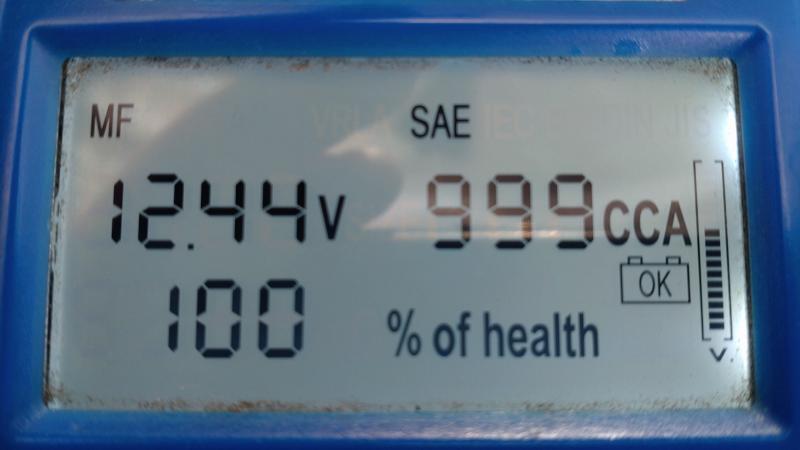 MF SAE
12.44 V 999 CCA
OK
100 % of health
V.